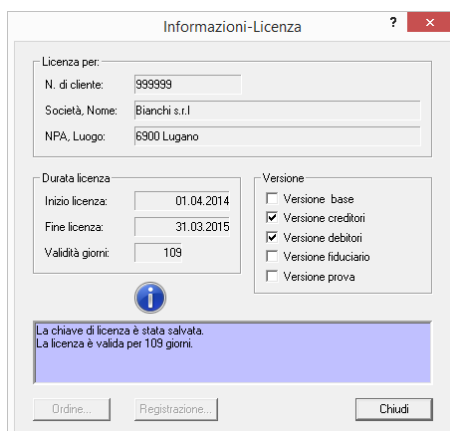 Informazioni-Licenza
?
×
Licenza per:
N. di cliente: 999999
Società, Nome: Bianchi s.r.l
NPA, Luogo: 6900 Lugano
Durata licenza
Inizio licenza: 01.04.2014
Fine licenza: 31.03.2015
Validità giorni: 109
Versione
Versione base
Versione creditori
Versione debitori
Versione fiduciario
Versione prova
La chiave di licenza è stata salvata.
La licenza è valida per 109 giorni.
Ordine...
Registrazione...
Chiudi